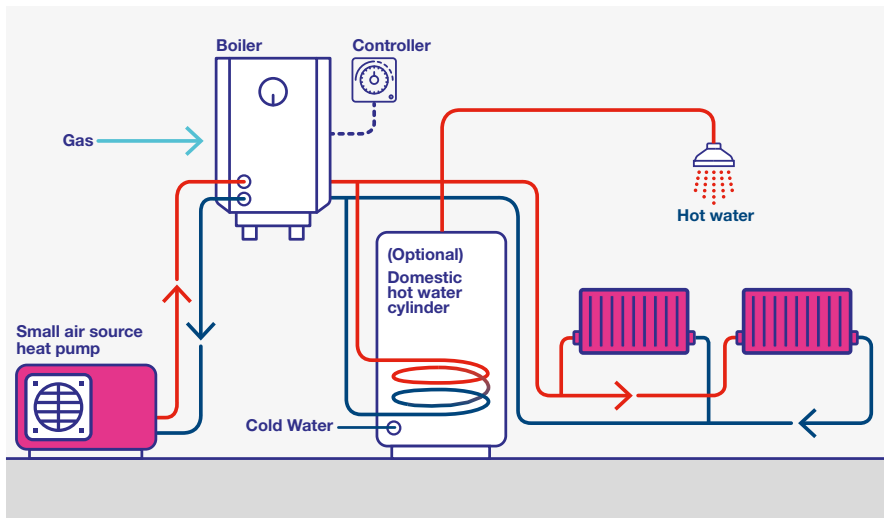 Boiler
Controller
Gas
Hot water
(Optional)
Domestic
hot water
cylinder
Small air source
heat pump
Cold Water